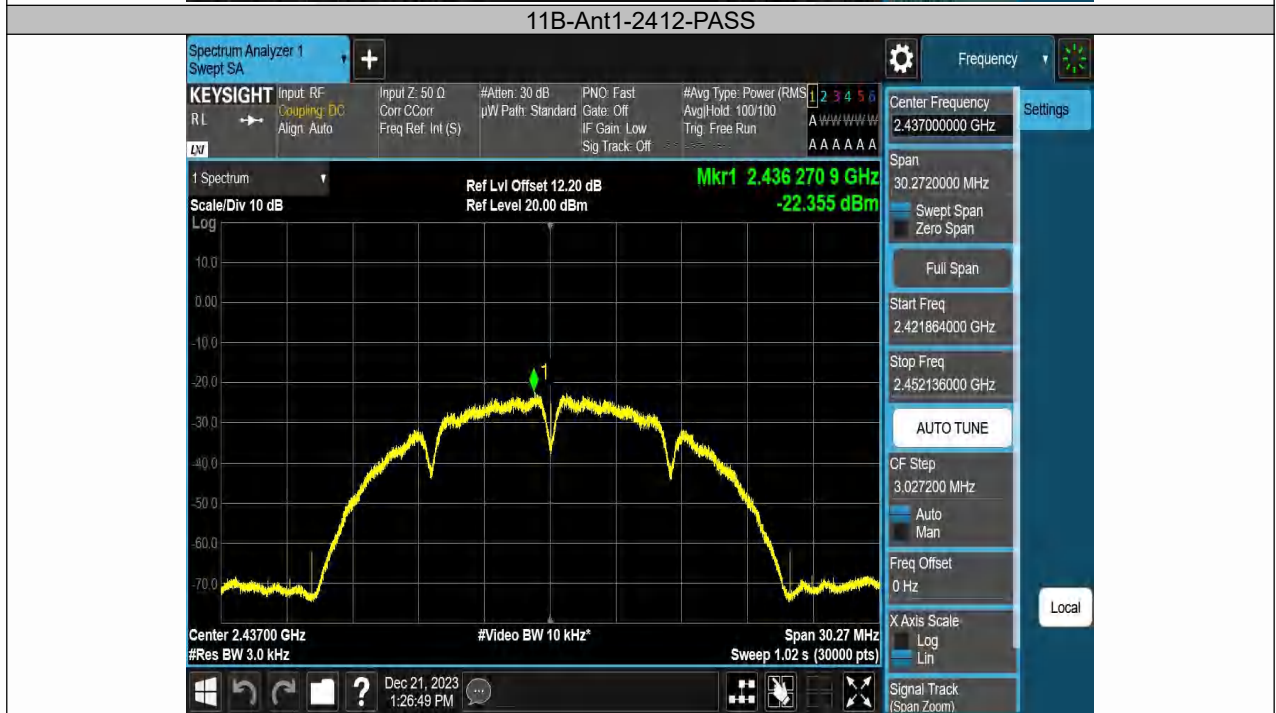 11B-Ant1-2412-PASS
Spectrum Analyzer 1
Swept SA
+
Frequency
KEYSIGHT
RL
LXI
Input: RF
Coupling: DC
Align: Auto
Input Z: 50 Ω
Corr CCorr
Freq Ref: Int (S)
#Atten: 30 dB
µW Path: Standard
PNO: Fast
Gate: Off
IF Gain: Low
Sig Track: Off
#Avg Type: Power (RMS
Avg|Hold: 100/100
Trig: Free Run
1 2 3 4 5 6
A W W W W W
A A A A A A
Center Frequency
2.437000000 GHz
Settings
1 Spectrum
Scale/Div 10 dB
Log
Ref Lvl Offset 12.20 dB
Ref Level 20.00 dBm
Mkr1 2.436 270 9 GHz
-22.355 dBm
Span
30.2720000 MHz
Swept Span
Zero Span
Full Span
Start Freq
2.421864000 GHz
Stop Freq
2.452136000 GHz
AUTO TUNE
CF Step
3.027200 MHz
Auto
Man
Freq Offset
0 Hz
X Axis Scale
Log
Lin
Signal Track
(Span Zoom)
Local
10.0
0.00
-10.0
-20.0
-30.0
-40.0
-50.0
-60.0
-70.0
1
Center 2.43700 GHz
#Res BW 3.0 kHz
#Video BW 10 kHz*
Span 30.27 MHz
Sweep 1.02 s (30000 pts)
?
Dec 21, 2023
1:26:49 PM